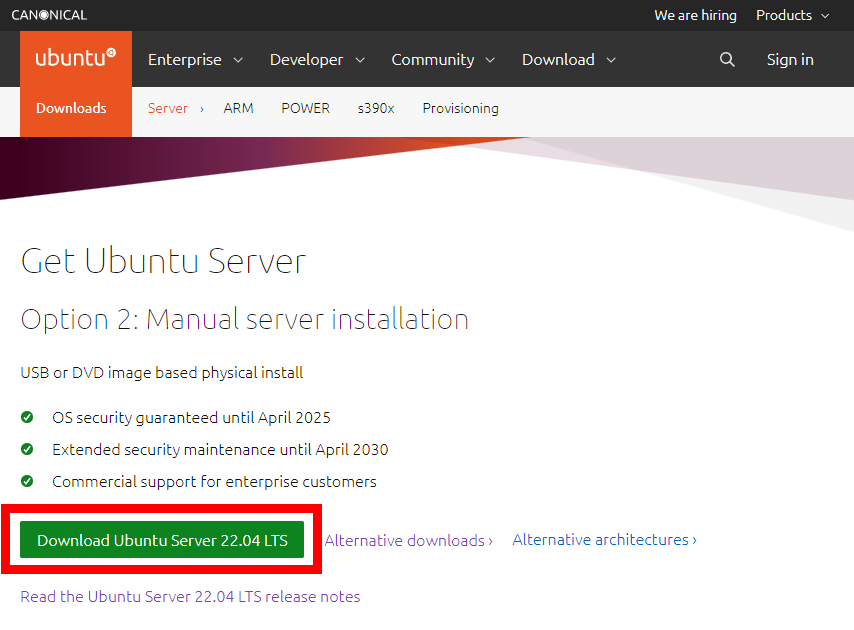 CANONICAL We are hiring Products
ubuntu Enterprise Developer Community Download Sign in
Downloads Server › ARM POWER s390x Provisioning
Get Ubuntu Server
Option 2: Manual server installation
USB or DVD image based physical install
OS security guaranteed until April 2025
Extended security maintenance until April 2030
Commercial support for enterprise customers
Download Ubuntu Server 22.04 LTS Alternative downloads › Alternative architectures ›
Read the Ubuntu Server 22.04 LTS release notes